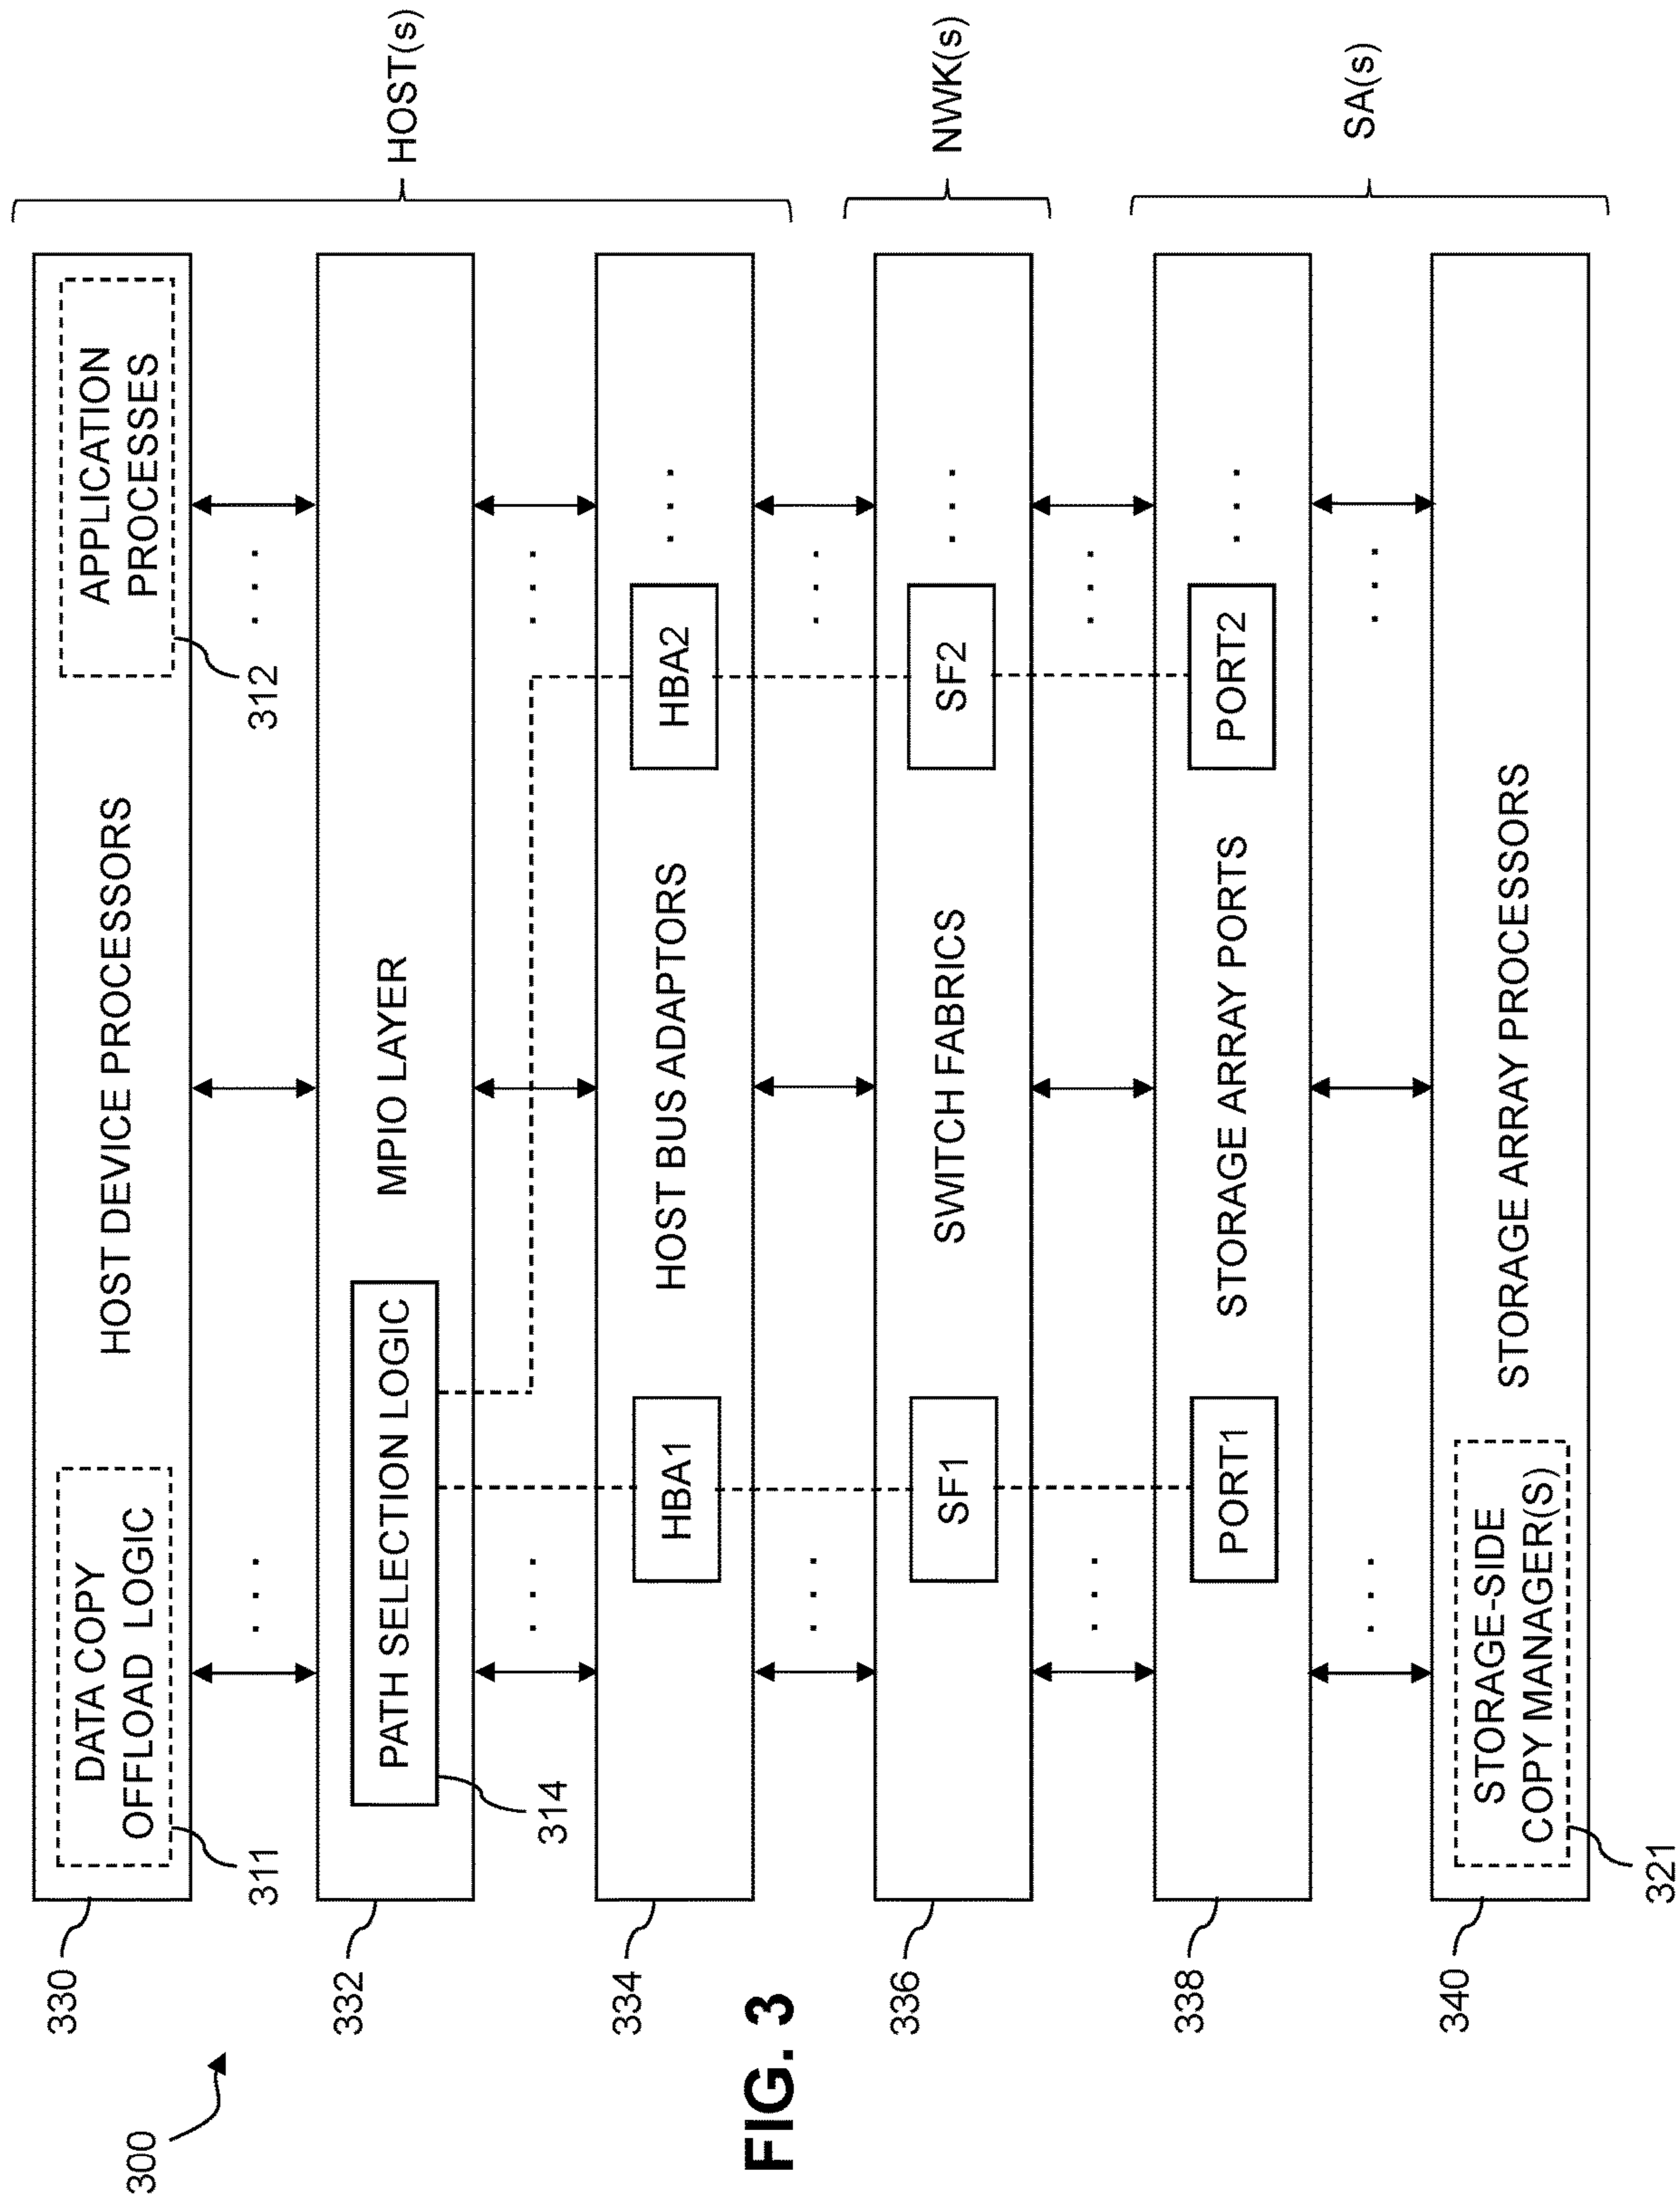 300
330
DATA COPY
OFFLOAD LOGIC
311
HOST DEVICE PROCESSORS
APPLICATION
PROCESSES
312
HOST(s)
332
PATH SELECTION LOGIC
314
MPIO LAYER
334
HBA1
HOST BUS ADAPTORS
HBA2
336
SF1
SWITCH FABRICS
SF2
NWK(s)
338
PORT1
STORAGE ARRAY PORTS
PORT2
SA(s)
340
STORAGE-SIDE
COPY MANAGER(S)
321
STORAGE ARRAY PROCESSORS
FIG. 3